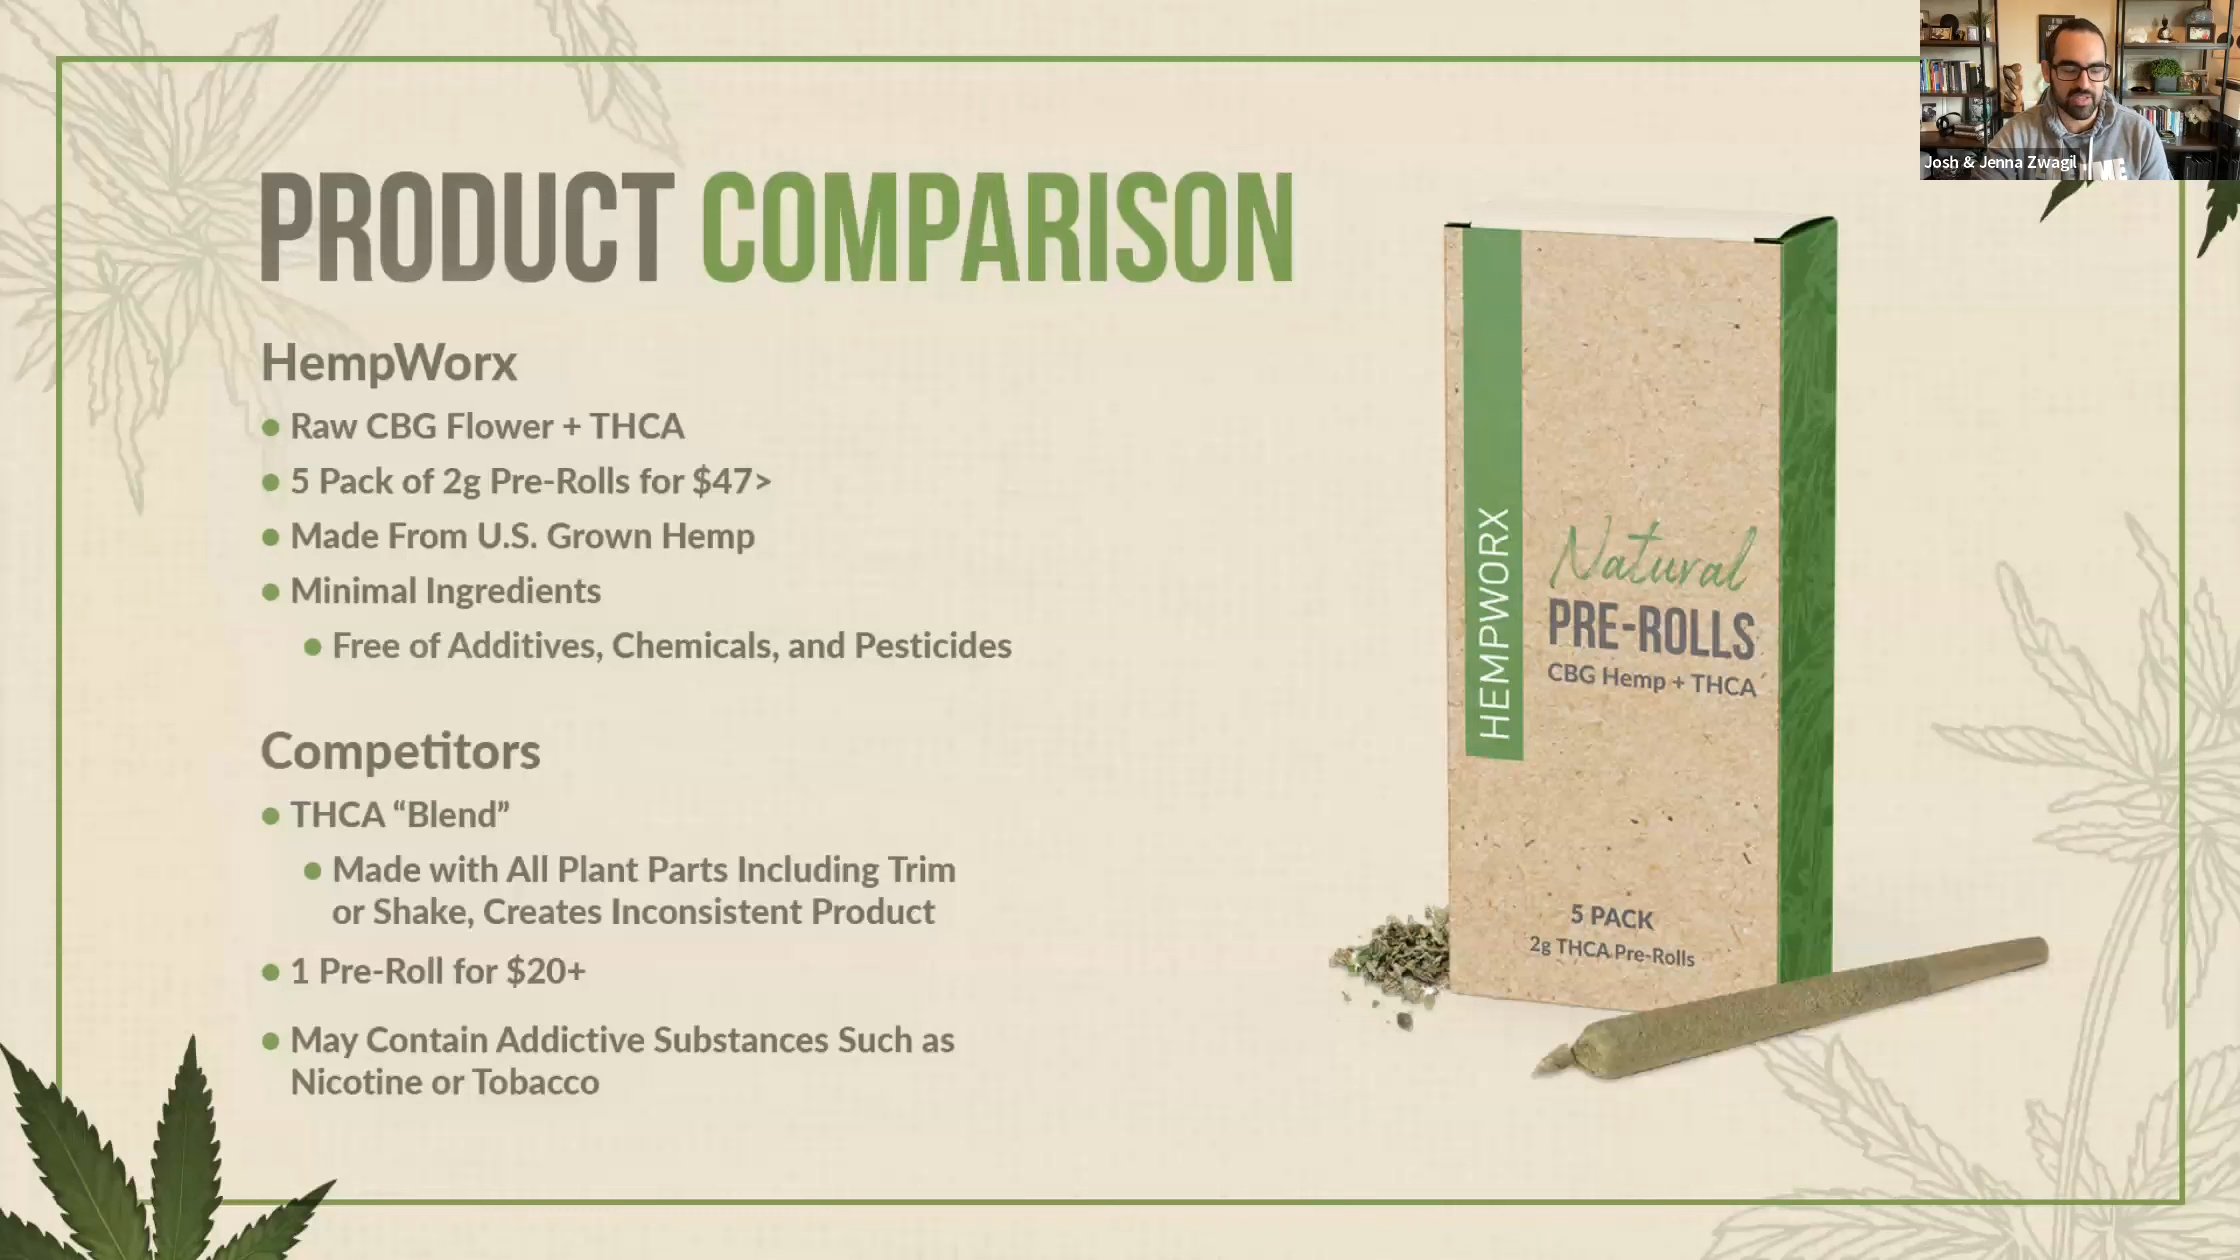 Josh & Jenna Zwagil
ME
PRODUCT COMPARISON
HempWorx
Raw CBG Flower + THCA
5 Pack of 2g Pre-Rolls for $47>
Made From U.S. Grown Hemp
Minimal Ingredients
Free of Additives, Chemicals, and Pesticides
Competitors
THCA “Blend”
Made with All Plant Parts Including Trim
or Shake, Creates Inconsistent Product
1 Pre-Roll for $20+
May Contain Addictive Substances Such as
Nicotine or Tobacco
HEMPWORX
Natural
PRE-ROLLS
CBG Hemp + THCA
5 PACK
2g THCA Pre-Rolls